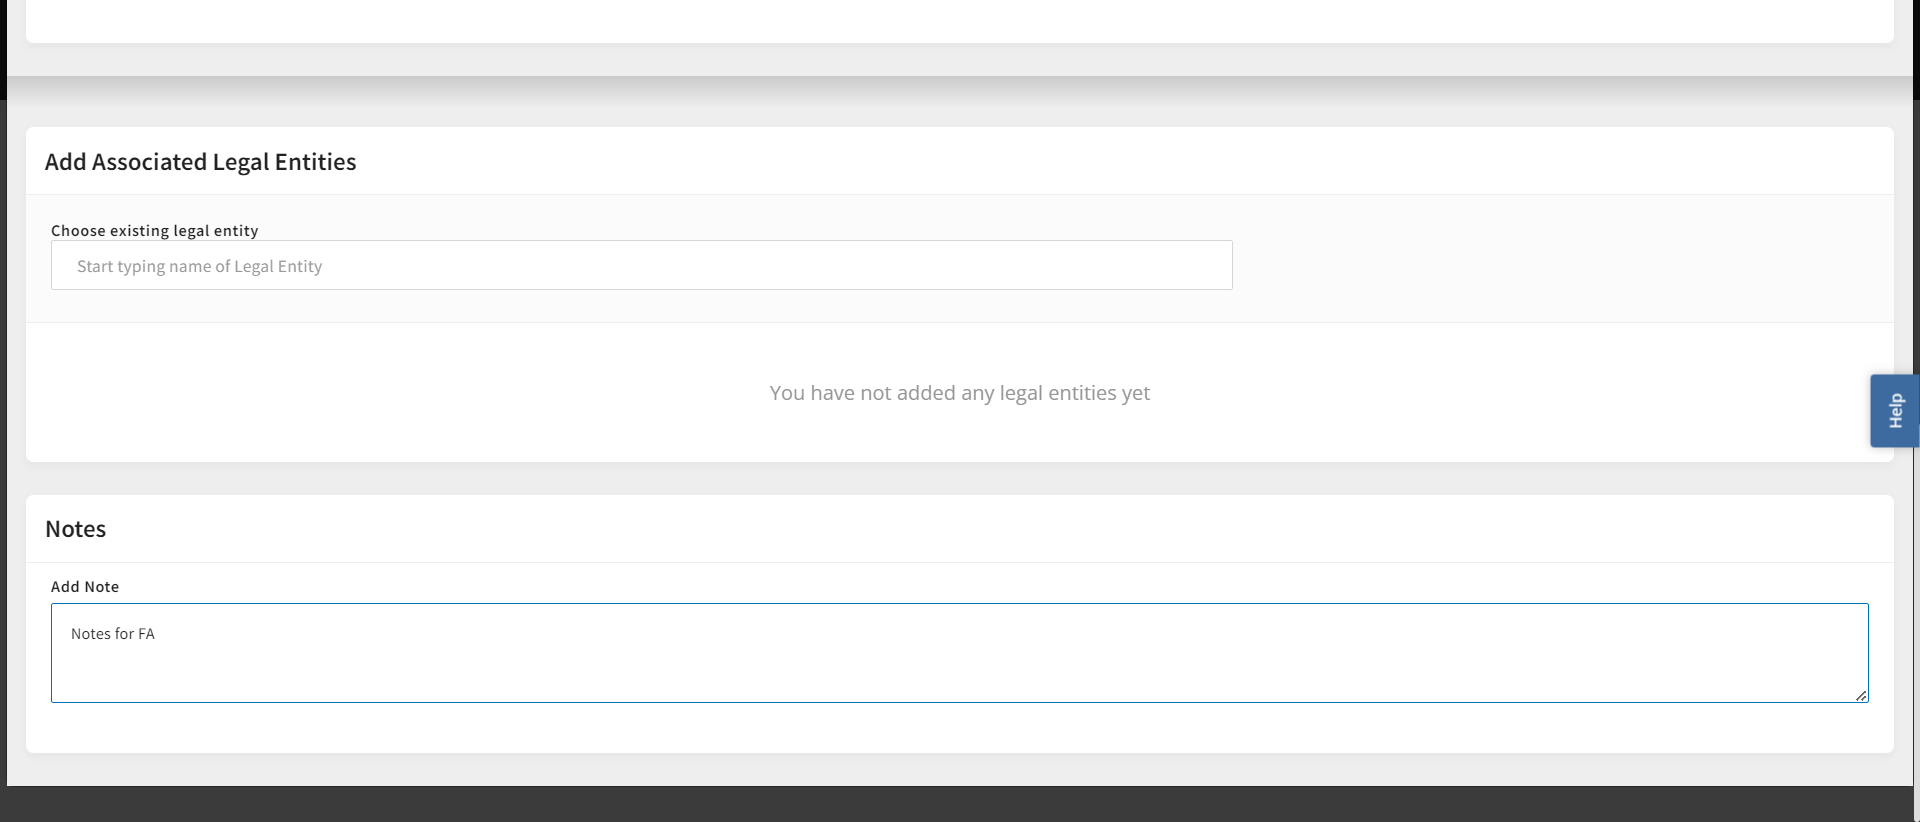 Add Associated Legal Entities
Choose existing legal entity
Start typing name of Legal Entity
You have not added any legal entities yet
Help
Notes
Add Note
Notes for FA